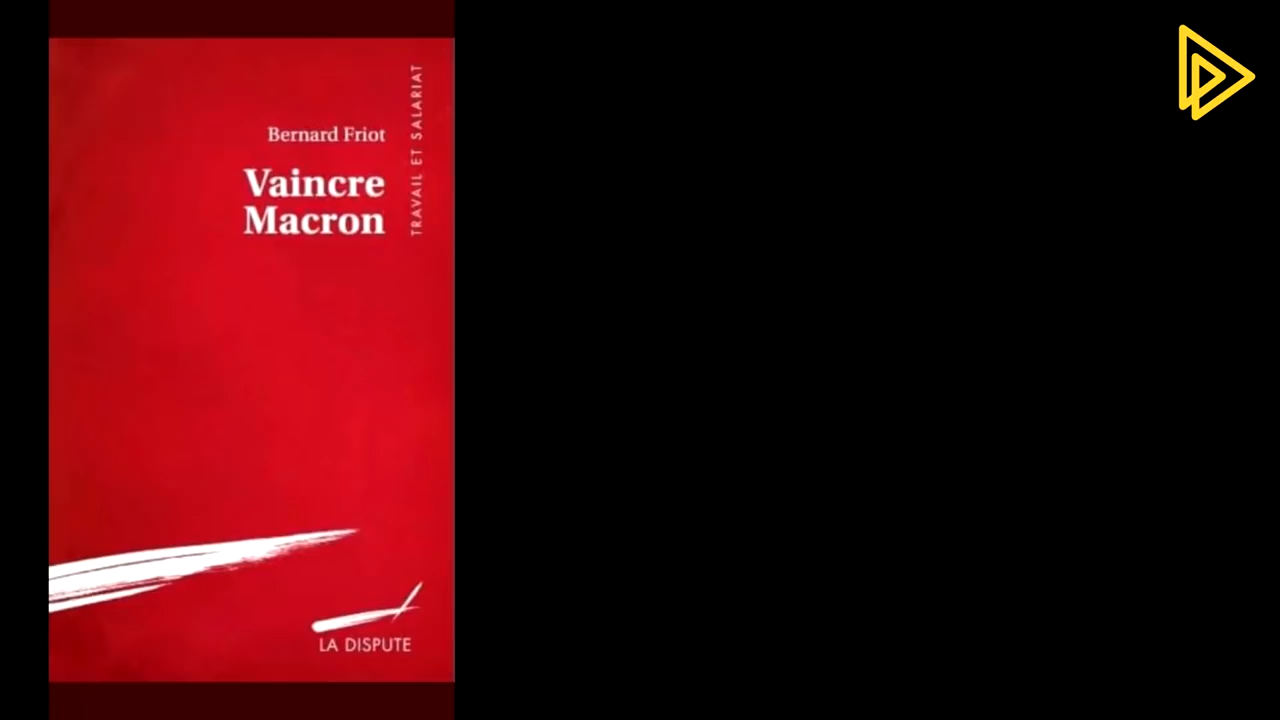 Bernard Friot
Vaincre
Macron
TRAVAIL ET SALARIAT
LA DISPUTE